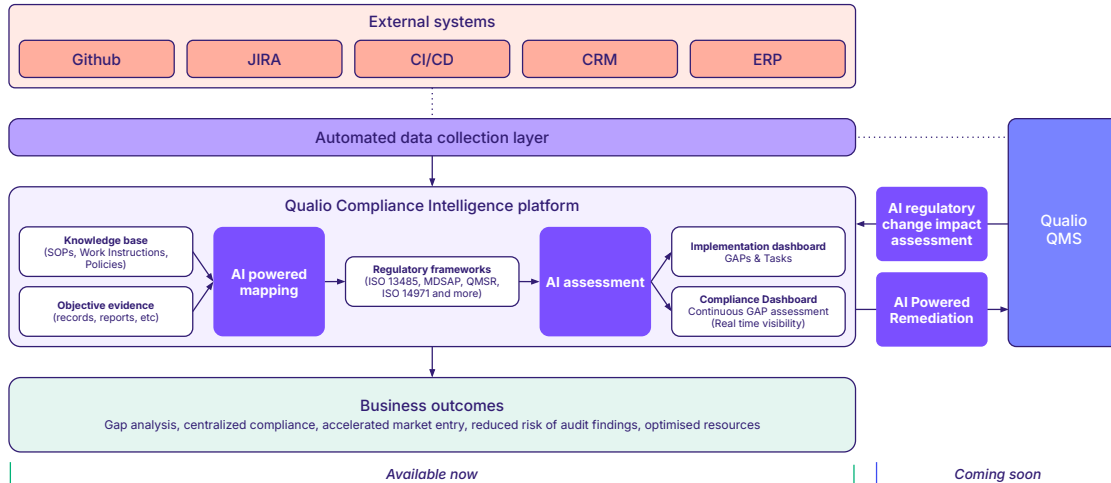 External systems
Github
JIRA
CI/CD
CRM
ERP
Automated data collection layer
Qualio Compliance Intelligence platform
Knowledge base
(SOPs, Work Instructions,
Policies)
Objective evidence
(records, reports, etc)
AI powered
mapping
Regulatory frameworks
(ISO 13485, MDSAP, QMSR,
ISO 14971 and more)
AI assessment
Implementation dashboard
GAPs & Tasks
Compliance Dashboard
Continuous GAP assessment
(Real time visibility)
AI regulatory
change impact
assessment
AI Powered
Remediation
Qualio
QMS
Business outcomes
Gap analysis, centralized compliance, accelerated market entry, reduced risk of audit findings, optimised resources
Available now
Coming soon